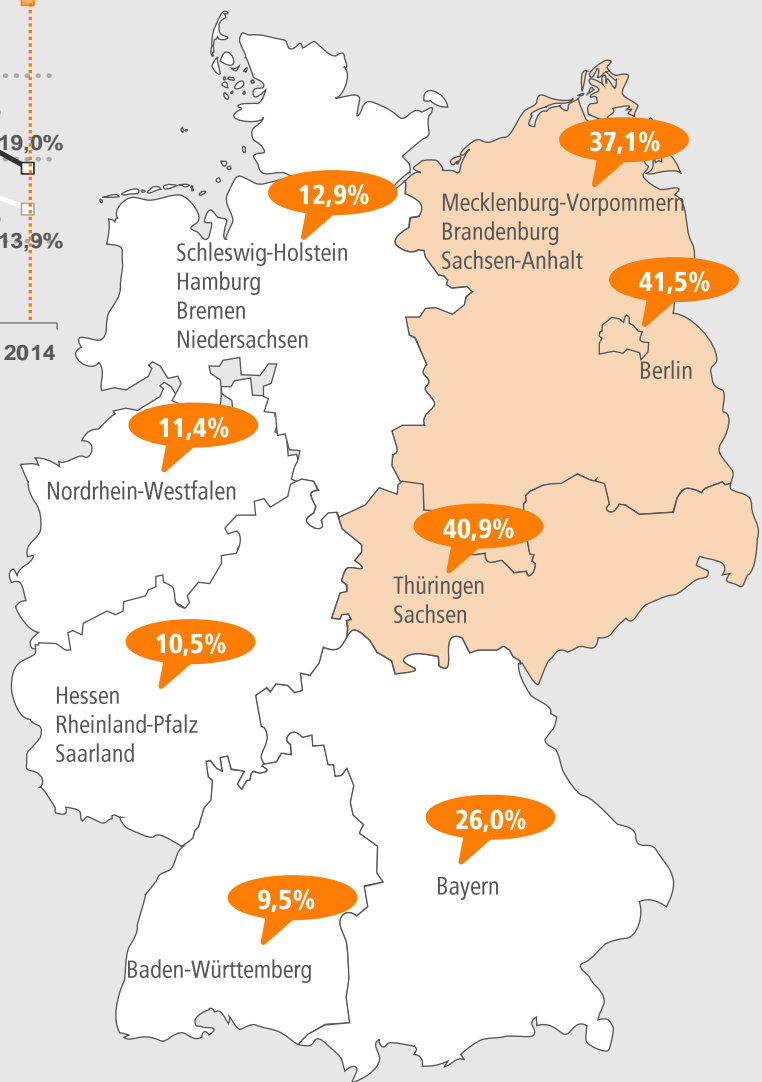 19,0%
13,9%
2014
37,1%
Mecklenburg-Vorpommern
Brandenburg
Sachsen-Anhalt
12,9%
Schleswig-Holstein
Hamburg
Bremen
Niedersachsen
41,5%
Berlin
11,4%
Nordrhein-Westfalen
40,9%
Thüringen
Sachsen
10,5%
Hessen
Rheinland-Pfalz
Saarland
26,0%
Bayern
9,5%
Baden-Württemberg